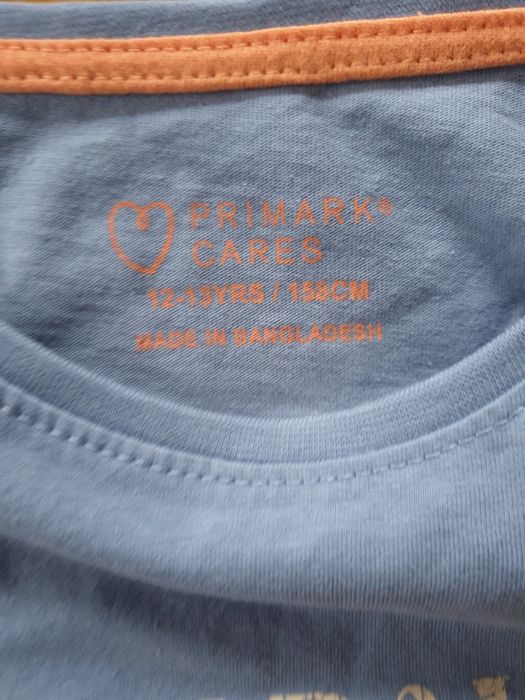 PRIMARK®
CARES
12-13YRS / 158CM
MADE IN BANGLADESH